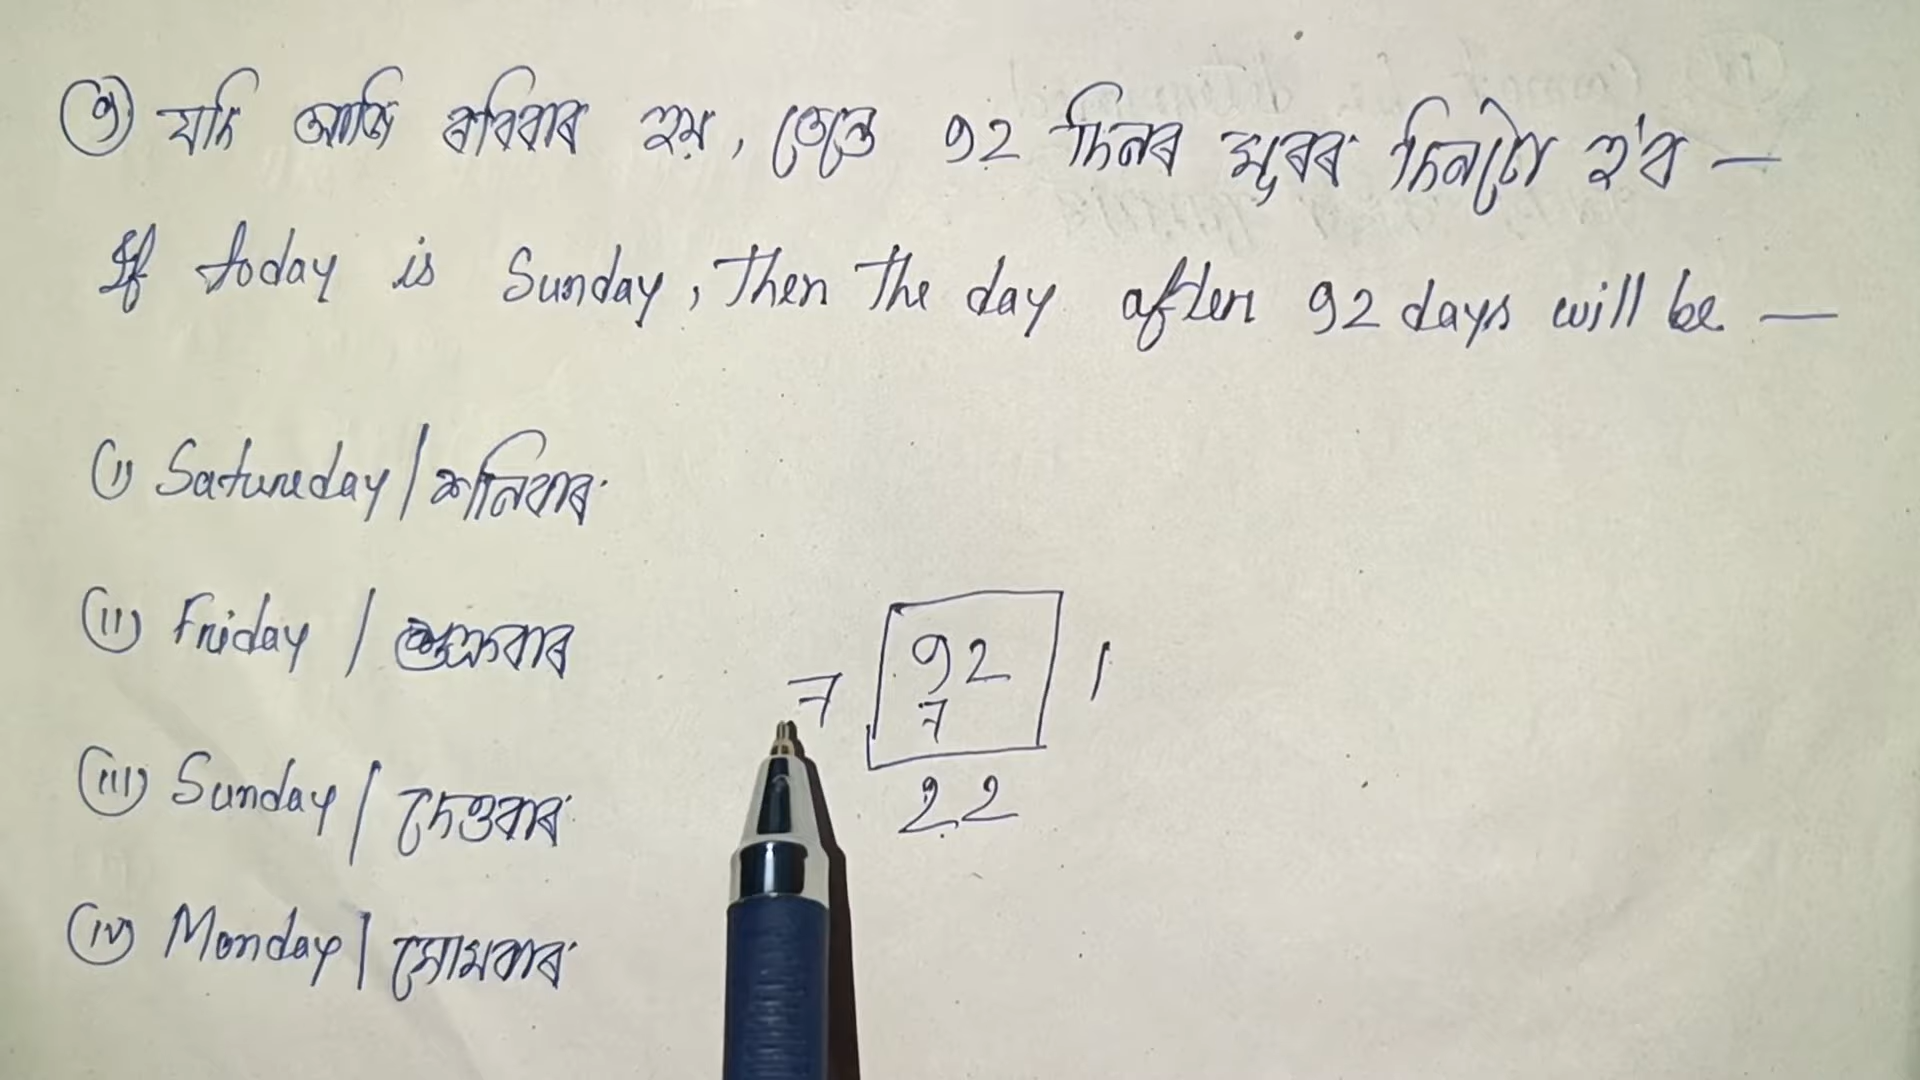 ৩) যদি আজি ৰবিবাৰ হয়, তেন্তে 92 দিনৰ মূৰৰ দিনটো হ'ব —
If today is Sunday, Then The day after 92 days will be —
(i) Saturday / শনিবাৰ
(ii) Friday / শুক্ৰবাৰ
(iii) Sunday / দেওবাৰ
(iv) Monday / সোমবাৰ
7 92 1
7
22